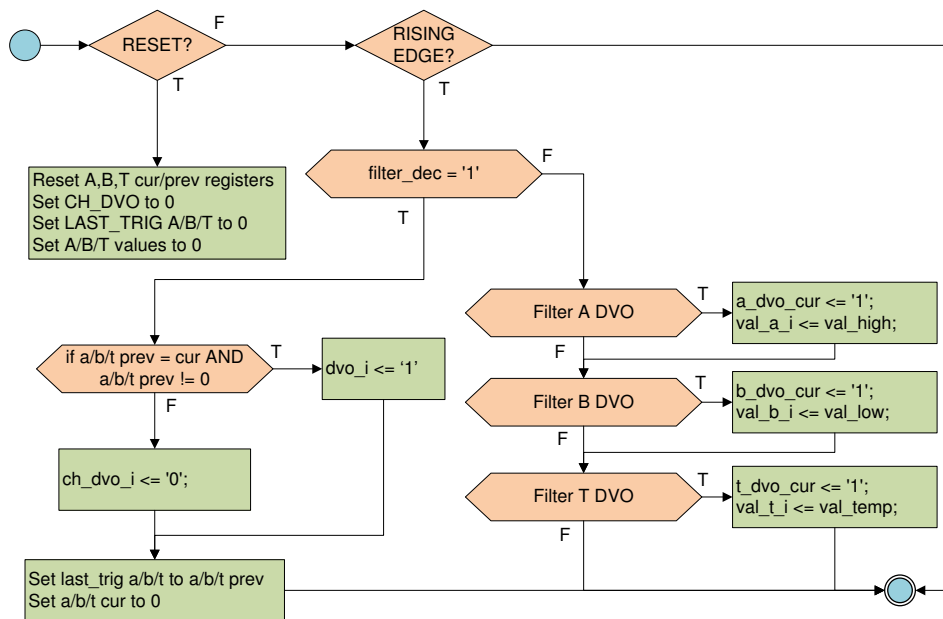 RESET?
F
T
RISING
EDGE?
T
Reset A,B,T cur/prev registers
Set CH_DVO to 0
Set LAST_TRIG A/B/T to 0
Set A/B/T values to 0
filter_dec = '1'
F
T
Filter A DVO
T
F
a_dvo_cur <= '1';
val_a_i <= val_high;
if a/b/t prev = cur AND
a/b/t prev != 0
T
F
dvo_i <= ‘1’
Filter B DVO
T
F
b_dvo_cur <= '1';
val_b_i <= val_low;
ch_dvo_i <= '0';
Filter T DVO
T
F
t_dvo_cur <= '1';
val_t_i <= val_temp;
Set last_trig a/b/t to a/b/t prev
Set a/b/t cur to 0